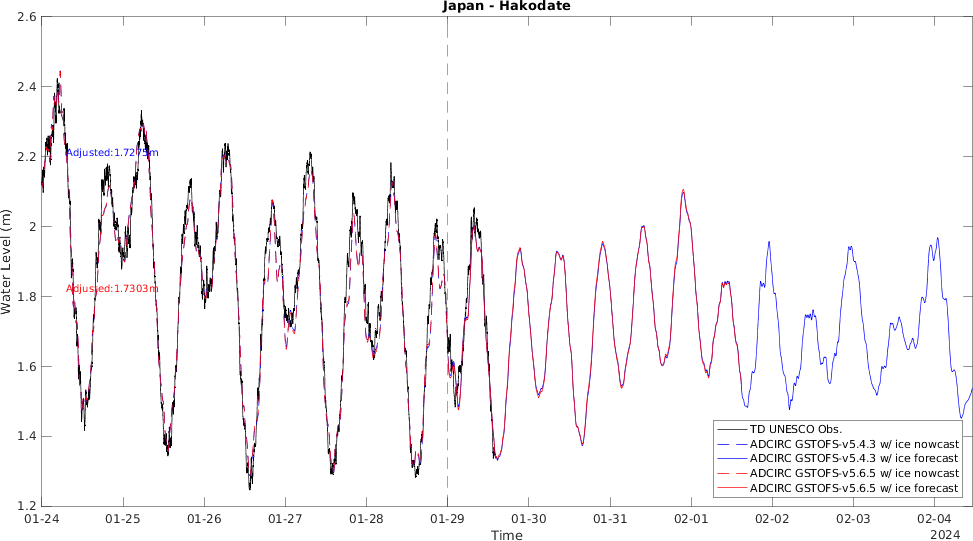 Japan - Hakodate
2.6
2.4
2.2
2
1.8
1.6
1.4
1.2
Water Level (m)
Adjusted:1.7275m
Adjusted:1.7303m
TD UNESCO Obs.
ADCIRC GSTOFS-v5.4.3 w/ ice nowcast
ADCIRC GSTOFS-v5.4.3 w/ ice forecast
ADCIRC GSTOFS-v5.6.5 w/ ice nowcast
ADCIRC GSTOFS-v5.6.5 w/ ice forecast
01-24 01-25 01-26 01-27 01-28 01-29 01-30 01-31 02-01 02-02 02-03 02-04
Time
2024